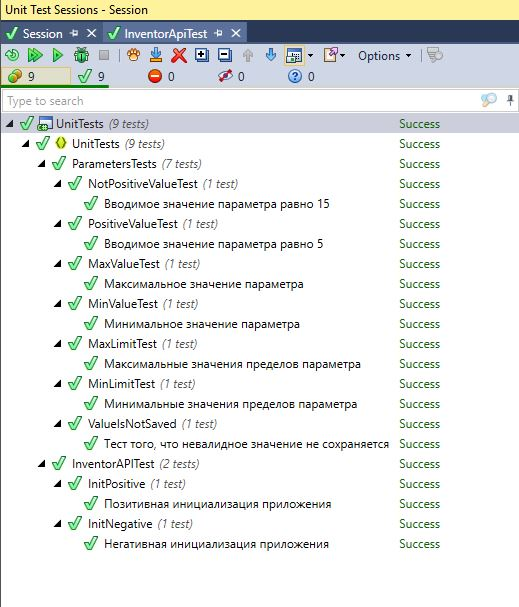 Unit Test Sessions - Session
Session InventorApiTest
Options
9 9 0 0 0
Type to search
UnitTests (9 tests) Success
UnitTests (9 tests) Success
ParametersTests (7 tests) Success
NotPositiveValueTest (1 test) Success
Вводимое значение параметра равно 15 Success
PositiveValueTest (1 test) Success
Вводимое значение параметра равно 5 Success
MaxValueTest (1 test) Success
Максимальное значение параметра Success
MinValueTest (1 test) Success
Минимальное значение параметра Success
MaxLimitTest (1 test) Success
Максимальные значения пределов параметра Success
MinLimitTest (1 test) Success
Минимальные значения пределов параметра Success
ValueIsNotSaved (1 test) Success
Тест того, что невалидное значение не сохраняется Success
InventorAPITest (2 tests) Success
InitPositive (1 test) Success
Позитивная инициализация приложения Success
InitNegative (1 test) Success
Негативная инициализация приложения Success